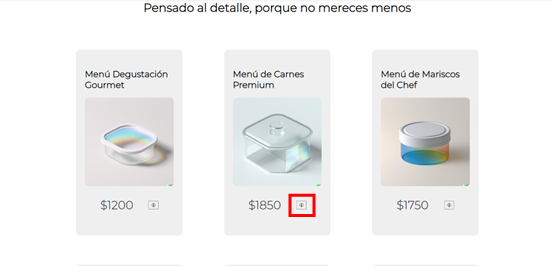 Pensado al detalle, porque no mereces menos
Menú Degustación
Gourmet
Menú de Carnes
Premium
Menú de Mariscos
del Chef
$1200
$1850
$1750